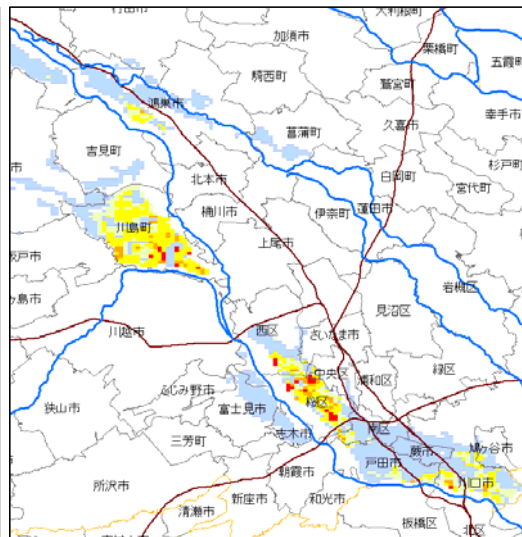 大利根町
加須市
栗橋町
五霞町
騎西町
鷲宮町
鴻巣市
幸手市
菖蒲町
久喜市
吉見町
杉戸町
白岡町
北本市
宮代町
桶川市
伊奈町
蓮田市
川島町
上尾市
岩槻区
見沼区
川越市
西区
さいたま市
緑区
中央区
浦和区
ふじみ野市
桜区
狭山市
富士見市
南区
志木市
蕨市
鳩ヶ谷市
三芳町
戸田市
朝霞市
所沢市
川口市
新座市
和光市
清瀬市
板橋区
北区